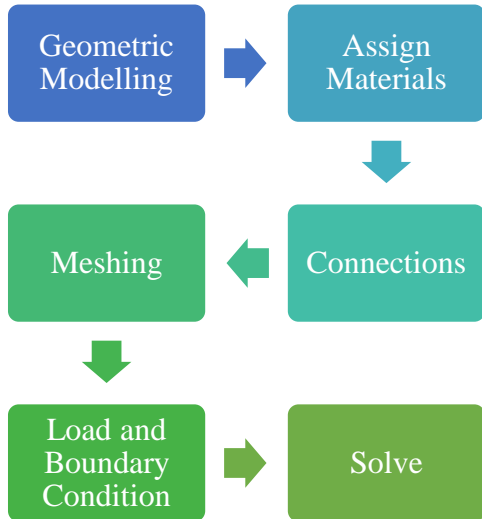 Geometric
Modelling
Assign
Materials
Meshing
Connections
Load and
Boundary
Condition
Solve